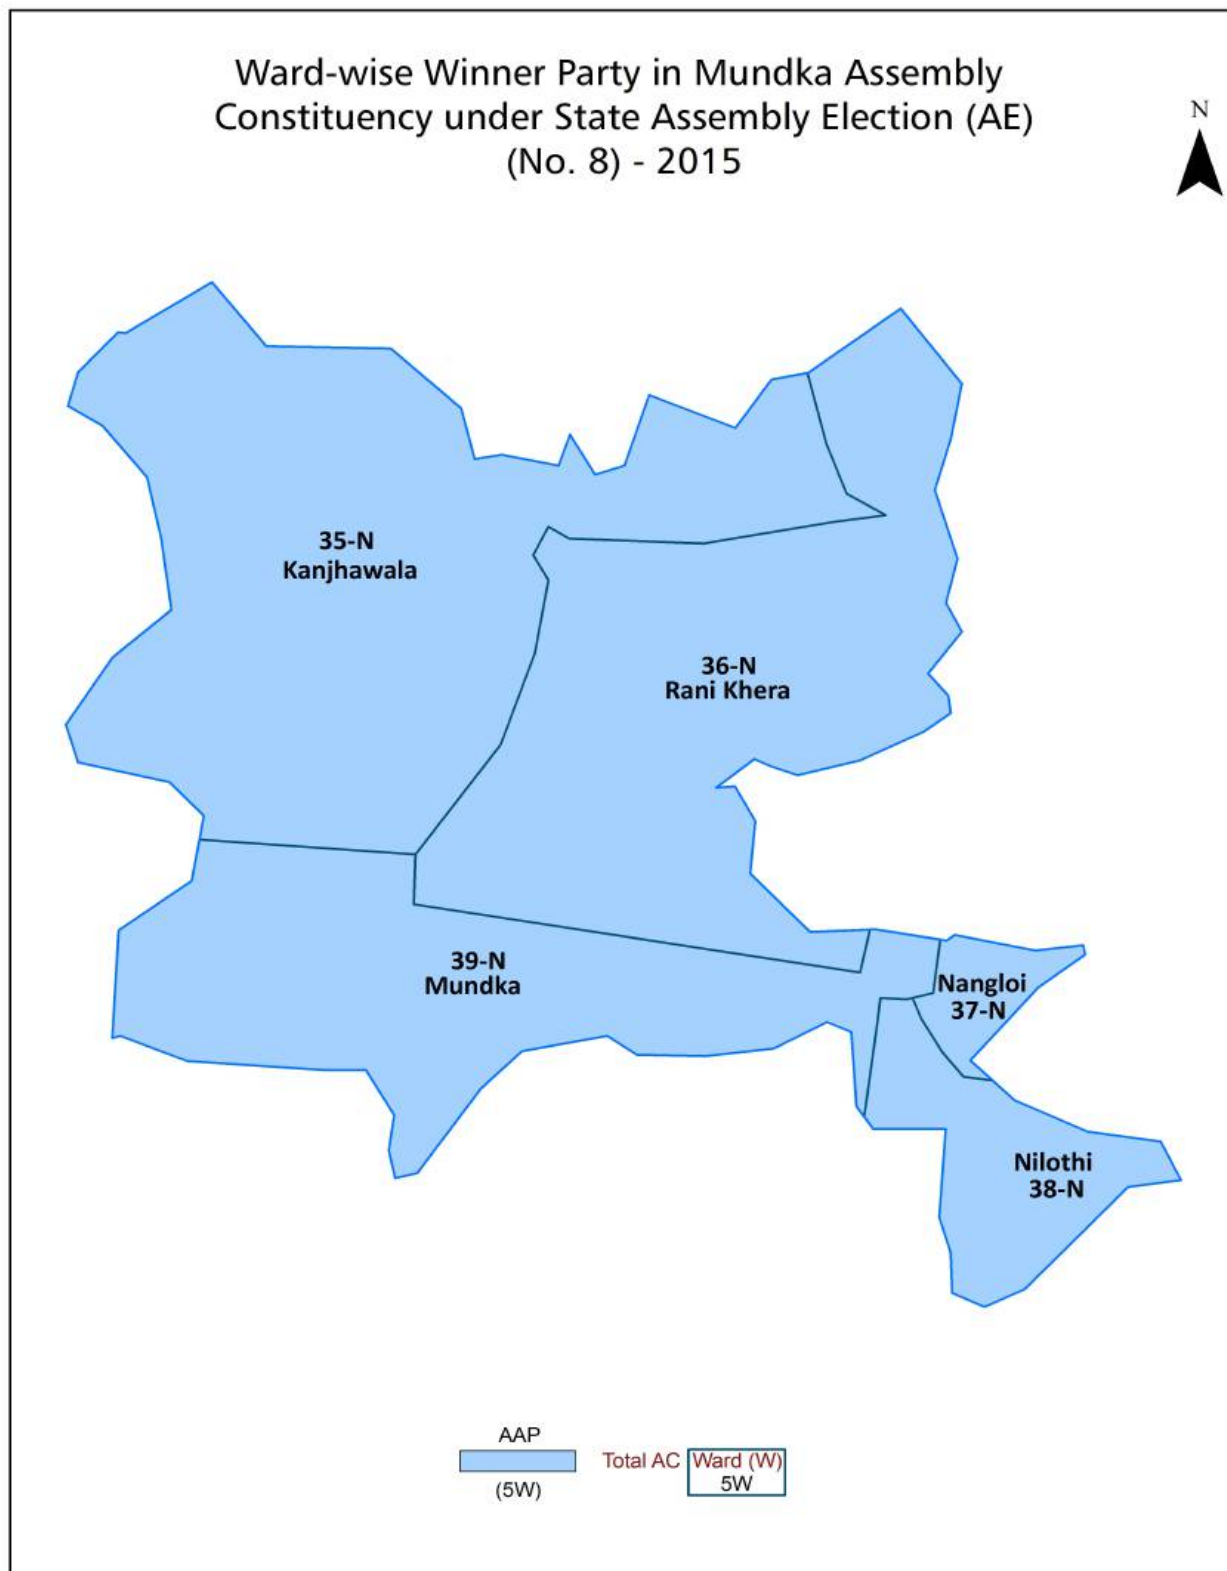 Ward-wise Winner Party in Mundka Assembly
Constituency under State Assembly Election (AE)
(No. 8) - 2015
N
35-N
Kanjhawala
36-N
Rani Khera
39-N
Mundka
Nangloi
37-N
Nilothi
38-N
AAP
(5W)
Total AC
Ward (W)
5W